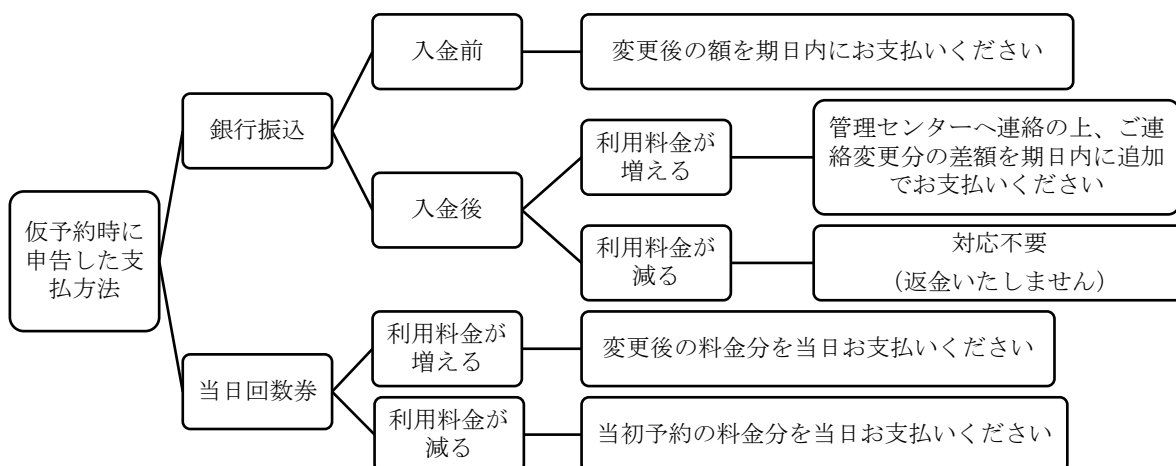 仮予約時に
申告した支
払方法
銀行振込
入金前
変更後の額を期日内にお支払いください
入金後
利用料金が
増える
管理センターへ連絡の上、ご連
絡変更分の差額を期日内に追加
でお支払いください
利用料金が
減る
対応不要
（返金いたしません）
当日回数券
利用料金が
増える
変更後の料金分を当日お支払いください
利用料金が
減る
当初予約の料金分を当日お支払いください